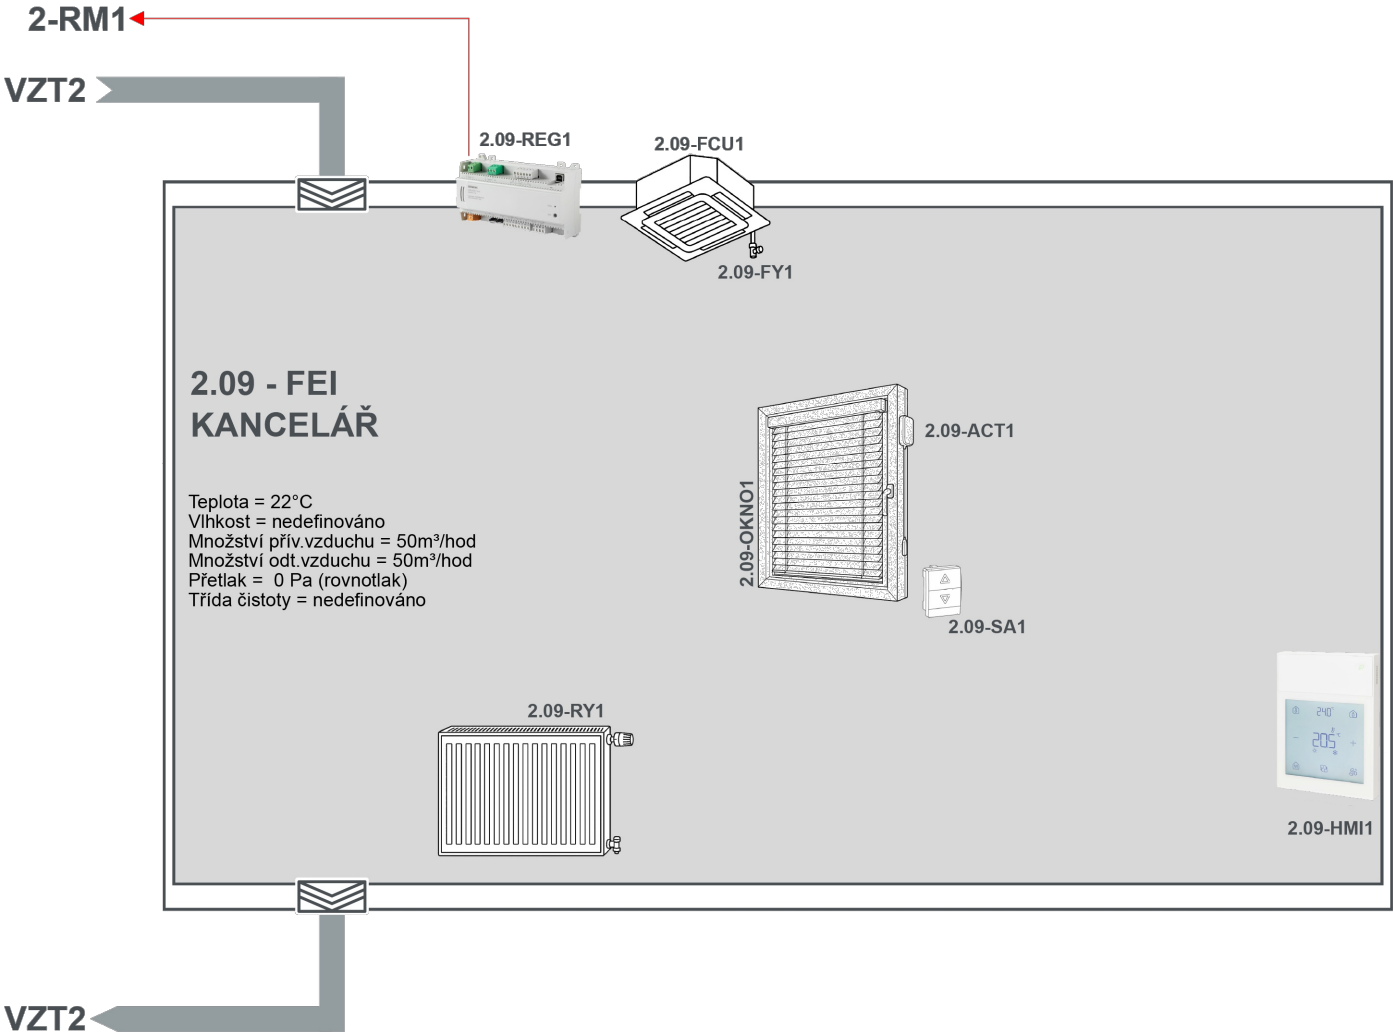 2-RM1
VZT2
2.09-REG1
2.09-FCU1
2.09-FY1
2.09 - FEI
KANCELÁŘ
2.09-ACT1
2.09-OKNO1
Teplota = 22°C
Vlhkost = nedefinováno
Množství přív.vzduchu = 50m³/hod
Množství odt.vzduchu = 50m³/hod
Přetlak =  0 Pa (rovnotlak)
Třída čistoty = nedefinováno
2.09-SA1
2.09-RY1
240
205
2.09-HMI1
VZT2